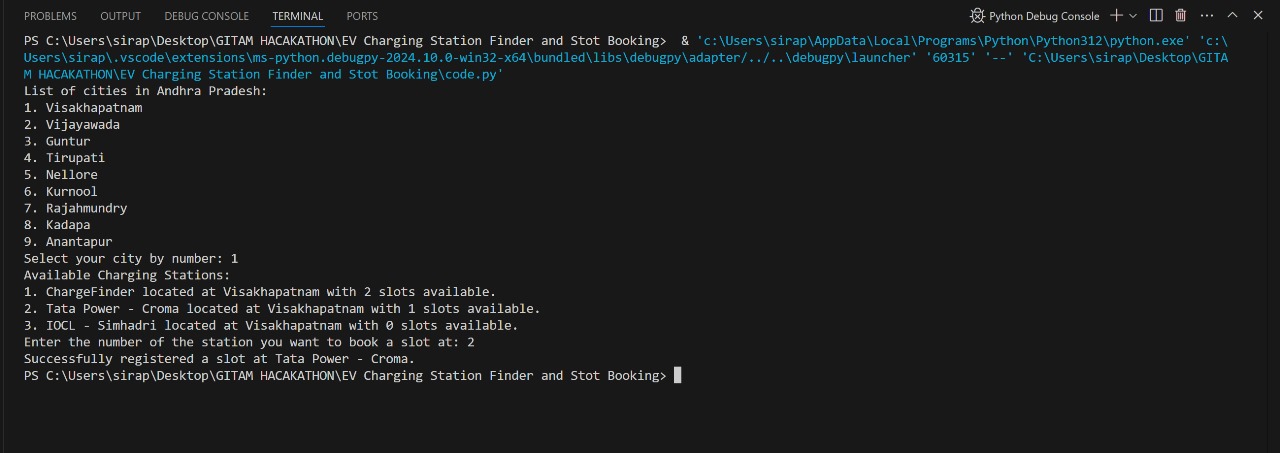 PROBLEMS OUTPUT DEBUG CONSOLE TERMINAL PORTS Python Debug Console
PS C:\Users\sirap\Desktop\GITAM HACAKATHON\EV Charging Station Finder and Stot Booking>  & 'c:\Users\sirap\AppData\Local\Programs\Python\Python312\python.exe' 'c:\
Users\sirap\.vscode\extensions\ms-python.debugpy-2024.10.0-win32-x64\bundled\libs\debugpy\adapter/../..\debugpy\launcher' '60315' '--' 'C:\Users\sirap\Desktop\GITA
M HACAKATHON\EV Charging Station Finder and Stot Booking\code.py'
List of cities in Andhra Pradesh:
1. Visakhapatnam
2. Vijayawada
3. Guntur
4. Tirupati
5. Nellore
6. Kurnool
7. Rajahmundry
8. Kadapa
9. Anantapur
Select your city by number: 1
Available Charging Stations:
1. ChargeFinder located at Visakhapatnam with 2 slots available.
2. Tata Power - Croma located at Visakhapatnam with 1 slots available.
3. IOCL - Simhadri located at Visakhapatnam with 0 slots available.
Enter the number of the station you want to book a slot at: 2
Successfully registered a slot at Tata Power - Croma.
PS C:\Users\sirap\Desktop\GITAM HACAKATHON\EV Charging Station Finder and Stot Booking>